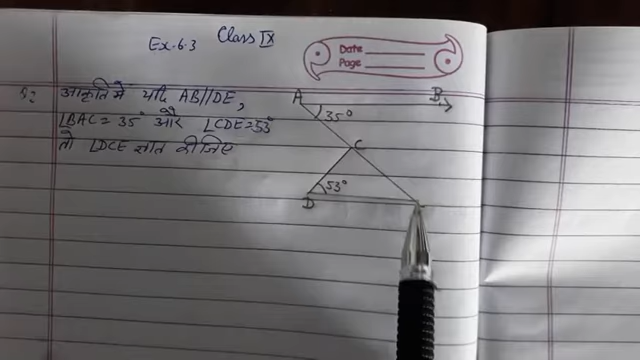 Ex-6.3 Class IX
Date
Page
Q2 आकृति में यदि AB//DE,
∠BAC = 35° और ∠CDE=53°
तो ∠DCE ज्ञात कीजिए
A B
35°
C
53°
D